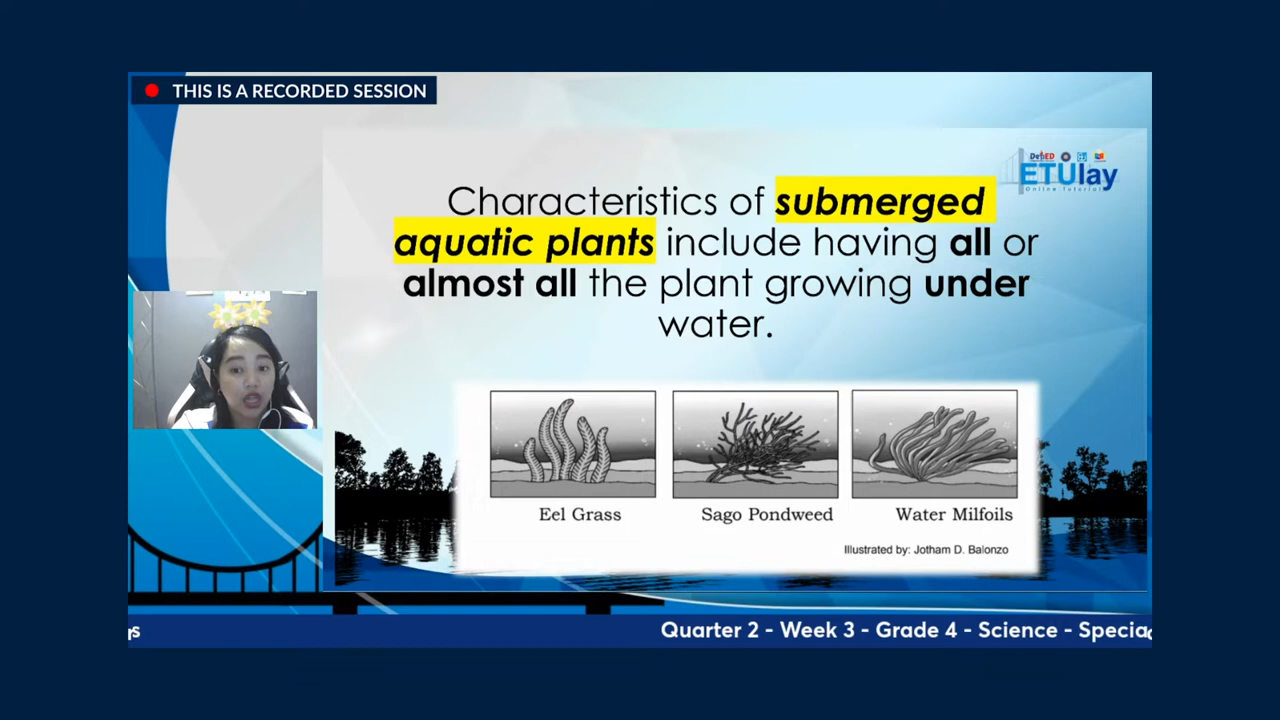 THIS IS A RECORDED SESSION
DepED
ETUlay
Online Tutorial
Characteristics of submerged
aquatic plants include having all or
almost all the plant growing under
water.
Eel Grass
Sago Pondweed
Water Milfoils
Illustrated by: Jotham D. Balonzo
Quarter 2 - Week 3 - Grade 4 - Science - Specia